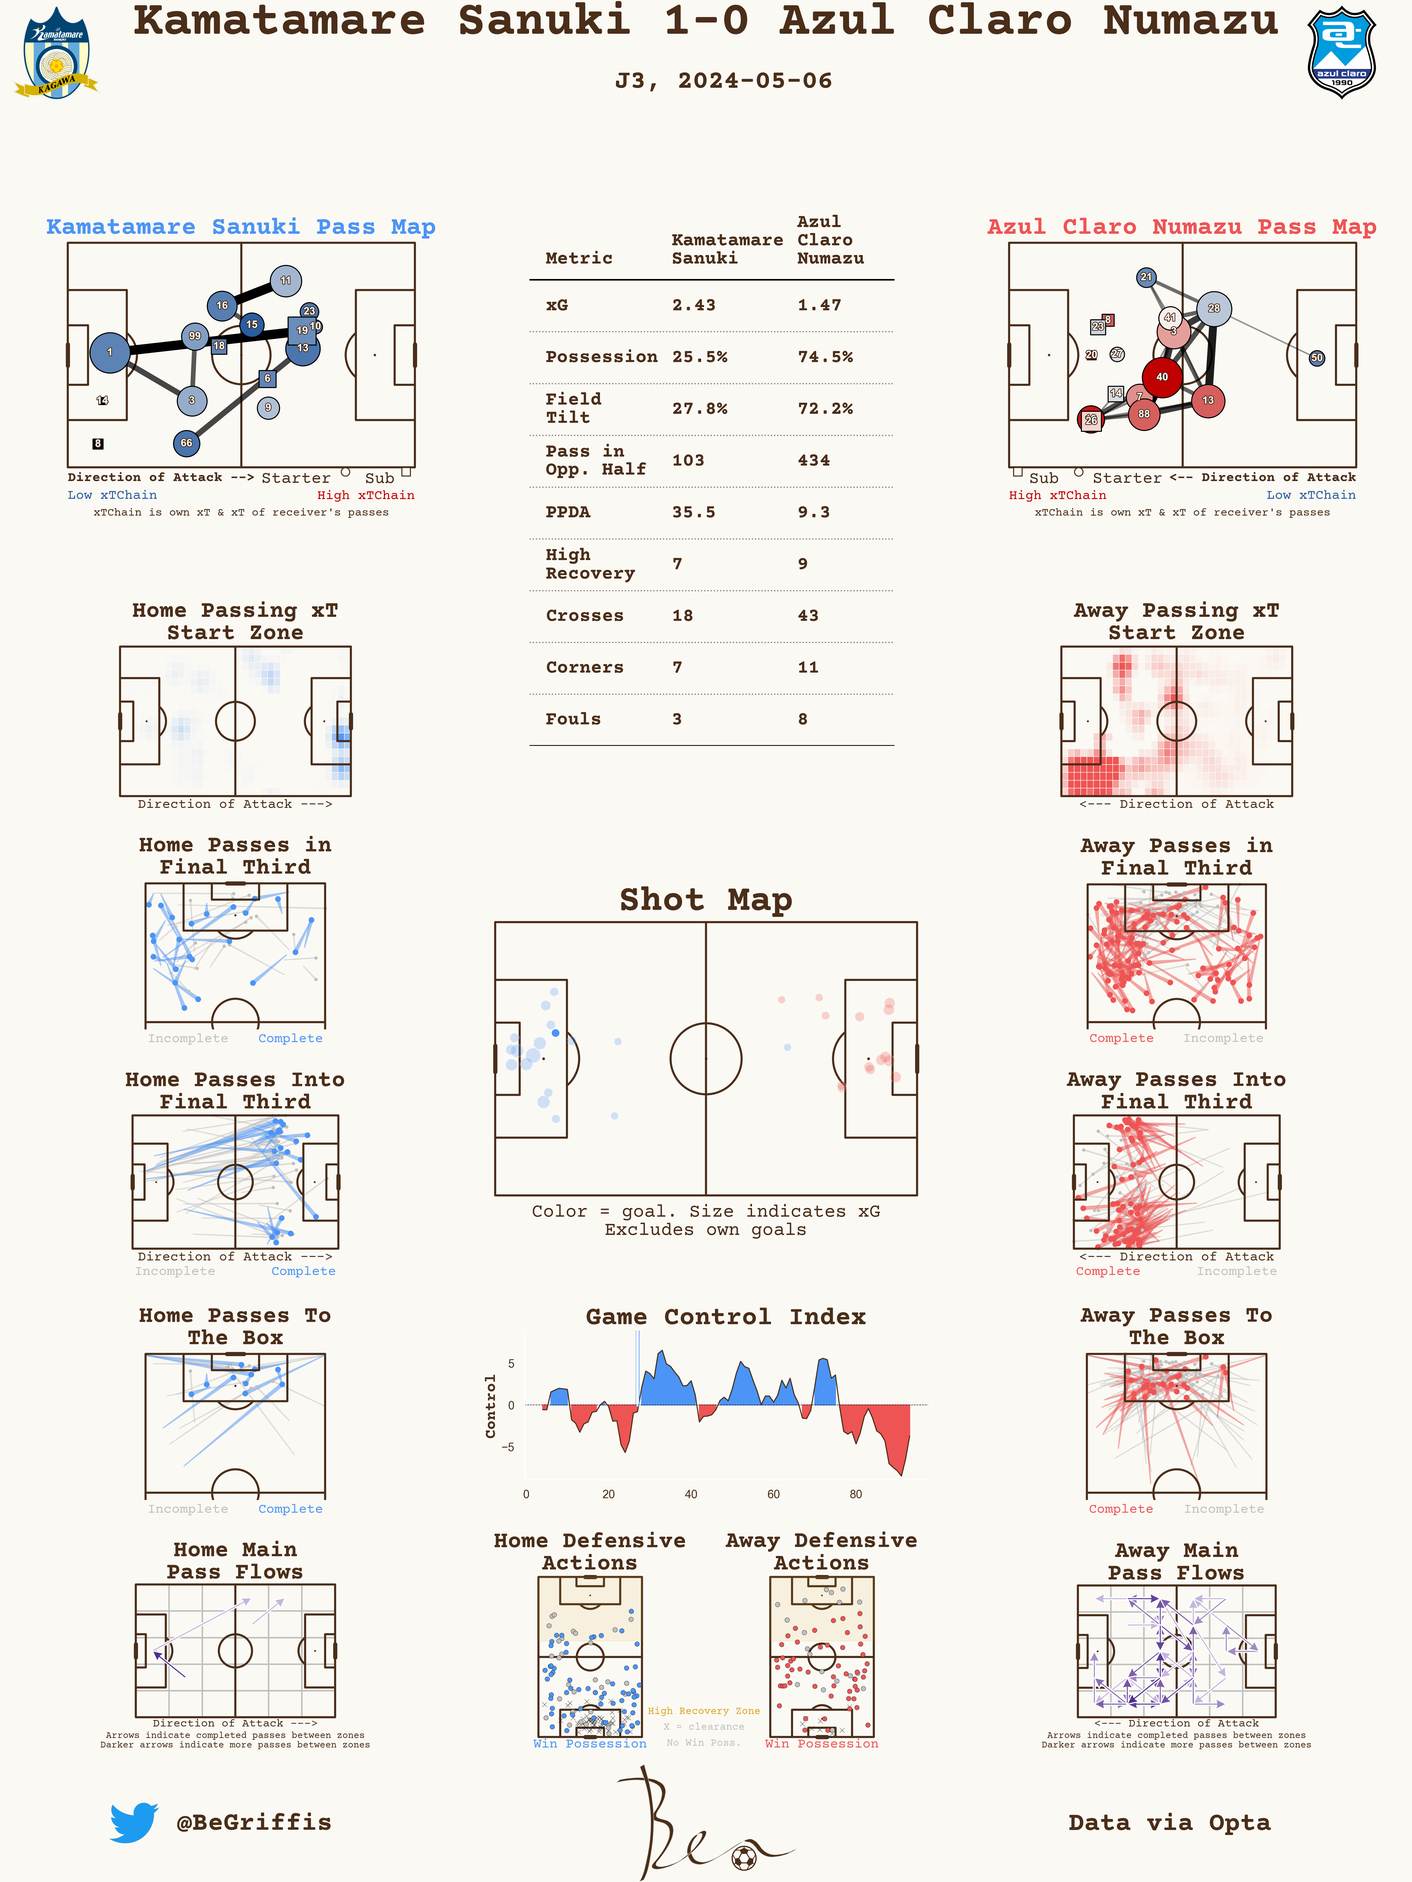 Kamatamare Sanuki 1-0 Azul Claro Numazu
J3, 2024-05-06
Kamatamare
KAGAWA
azul claro
1990
Kamatamare Sanuki Pass Map
1
3
6
8
9
10
11
13
14
15
16
18
19
23
66
99
Direction of Attack --> Starter Sub
Low xTChain High xTChain
xTChain is own xT & xT of receiver's passes
Metric Kamatamare Sanuki Azul Claro Numazu
xG 2.43 1.47
Possession 25.5% 74.5%
Field Tilt 27.8% 72.2%
Pass in Opp. Half 103 434
PPDA 35.5 9.3
High Recovery 7 9
Crosses 18 43
Corners 7 11
Fouls 3 8
Azul Claro Numazu Pass Map
21
28
41
3
8
23
20
27
50
40
14
7
13
88
26
Sub Starter <-- Direction of Attack
High xTChain Low xTChain
xTChain is own xT & xT of receiver's passes
Home Passing xT
Start Zone
Direction of Attack --->
Away Passing xT
Start Zone
<--- Direction of Attack
Home Passes in
Final Third
Incomplete Complete
Away Passes in
Final Third
Complete Incomplete
Shot Map
Color = goal. Size indicates xG
Excludes own goals
Home Passes Into
Final Third
Direction of Attack --->
Incomplete Complete
Away Passes Into
Final Third
<--- Direction of Attack
Complete Incomplete
Home Passes To
The Box
Incomplete Complete
Game Control Index
Control
5
0
−5
0 20 40 60 80
Away Passes To
The Box
Complete Incomplete
Home Main
Pass Flows
Direction of Attack --->
Arrows indicate completed passes between zones
Darker arrows indicate more passes between zones
Home Defensive
Actions
Win Possession
Away Defensive
Actions
Win Possession
High Recovery Zone
X = clearance
No Win Poss.
Away Main
Pass Flows
<--- Direction of Attack
Arrows indicate completed passes between zones
Darker arrows indicate more passes between zones
@BeGriffis
Ben
Data via Opta